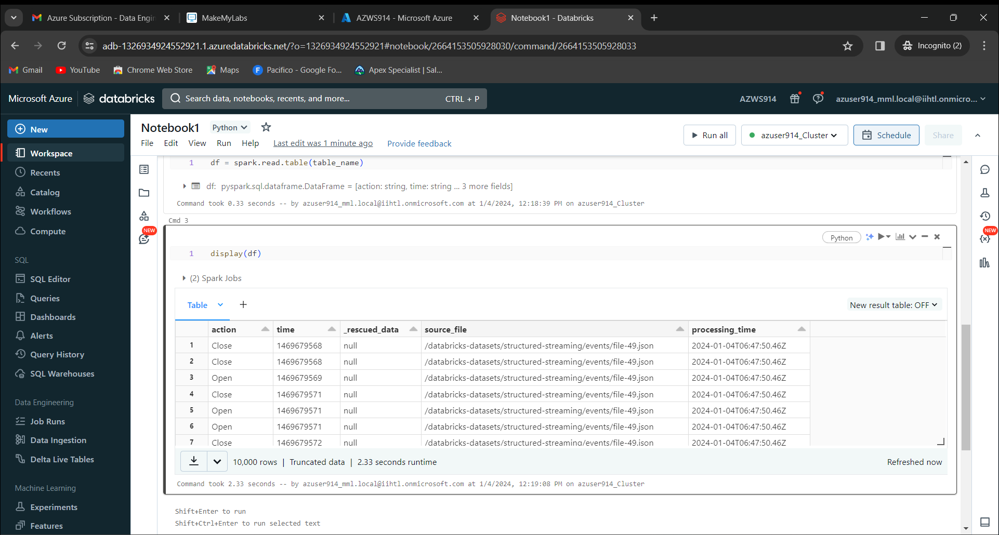 Azure Subscription - Data Engin
MakeMyLabs
AZWS914 - Microsoft Azure
Notebook1 - Databricks
adb-1326934924552921.1.azuredatabricks.net/?o=1326934924552921#notebook/2664153505928030/command/2664153505928033
Incognito (2)
Gmail
YouTube
Chrome Web Store
Maps
Pacifico - Google Fo...
Apex Specialist | Sal...
Microsoft Azure
databricks
Search data, notebooks, recents, and more...
CTRL + P
AZWS914
azuser914_mml.local@iihtl.onmicro...
New
Workspace
Recents
Catalog
Workflows
Compute
SQL
SQL Editor
Queries
Dashboards
Alerts
Query History
SQL Warehouses
Data Engineering
Job Runs
Data Ingestion
Delta Live Tables
Machine Learning
Experiments
Features
Notebook1
Python
File Edit View Run Help Last edit was 1 minute ago Provide feedback
Run all
azuser914_Cluster
Schedule
Share
NEW
1 df = spark.read.table(table_name)
df: pyspark.sql.dataframe.DataFrame = [action: string, time: string ... 3 more fields]
Command took 0.33 seconds -- by azuser914_mml.local@iihtl.onmicrosoft.com at 1/4/2024, 12:18:39 PM on azuser914_Cluster
Cmd 3
Python
1 display(df)
(2) Spark Jobs
Table +
New result table: OFF
action time _rescued_data source_file processing_time
1 Close 1469679568 null /databricks-datasets/structured-streaming/events/file-49.json 2024-01-04T06:47:50.46Z
2 Close 1469679568 null /databricks-datasets/structured-streaming/events/file-49.json 2024-01-04T06:47:50.46Z
3 Open 1469679569 null /databricks-datasets/structured-streaming/events/file-49.json 2024-01-04T06:47:50.46Z
4 Close 1469679571 null /databricks-datasets/structured-streaming/events/file-49.json 2024-01-04T06:47:50.46Z
5 Open 1469679571 null /databricks-datasets/structured-streaming/events/file-49.json 2024-01-04T06:47:50.46Z
6 Open 1469679571 null /databricks-datasets/structured-streaming/events/file-49.json 2024-01-04T06:47:50.46Z
7 Close 1469679572 null /databricks-datasets/structured-streaming/events/file-49.json 2024-01-04T06:47:50.46Z
10,000 rows | Truncated data | 2.33 seconds runtime
Refreshed now
Command took 2.33 seconds -- by azuser914_mml.local@iihtl.onmicrosoft.com at 1/4/2024, 12:19:08 PM on azuser914_Cluster
Shift+Enter to run
Shift+Ctrl+Enter to run selected text
NEW